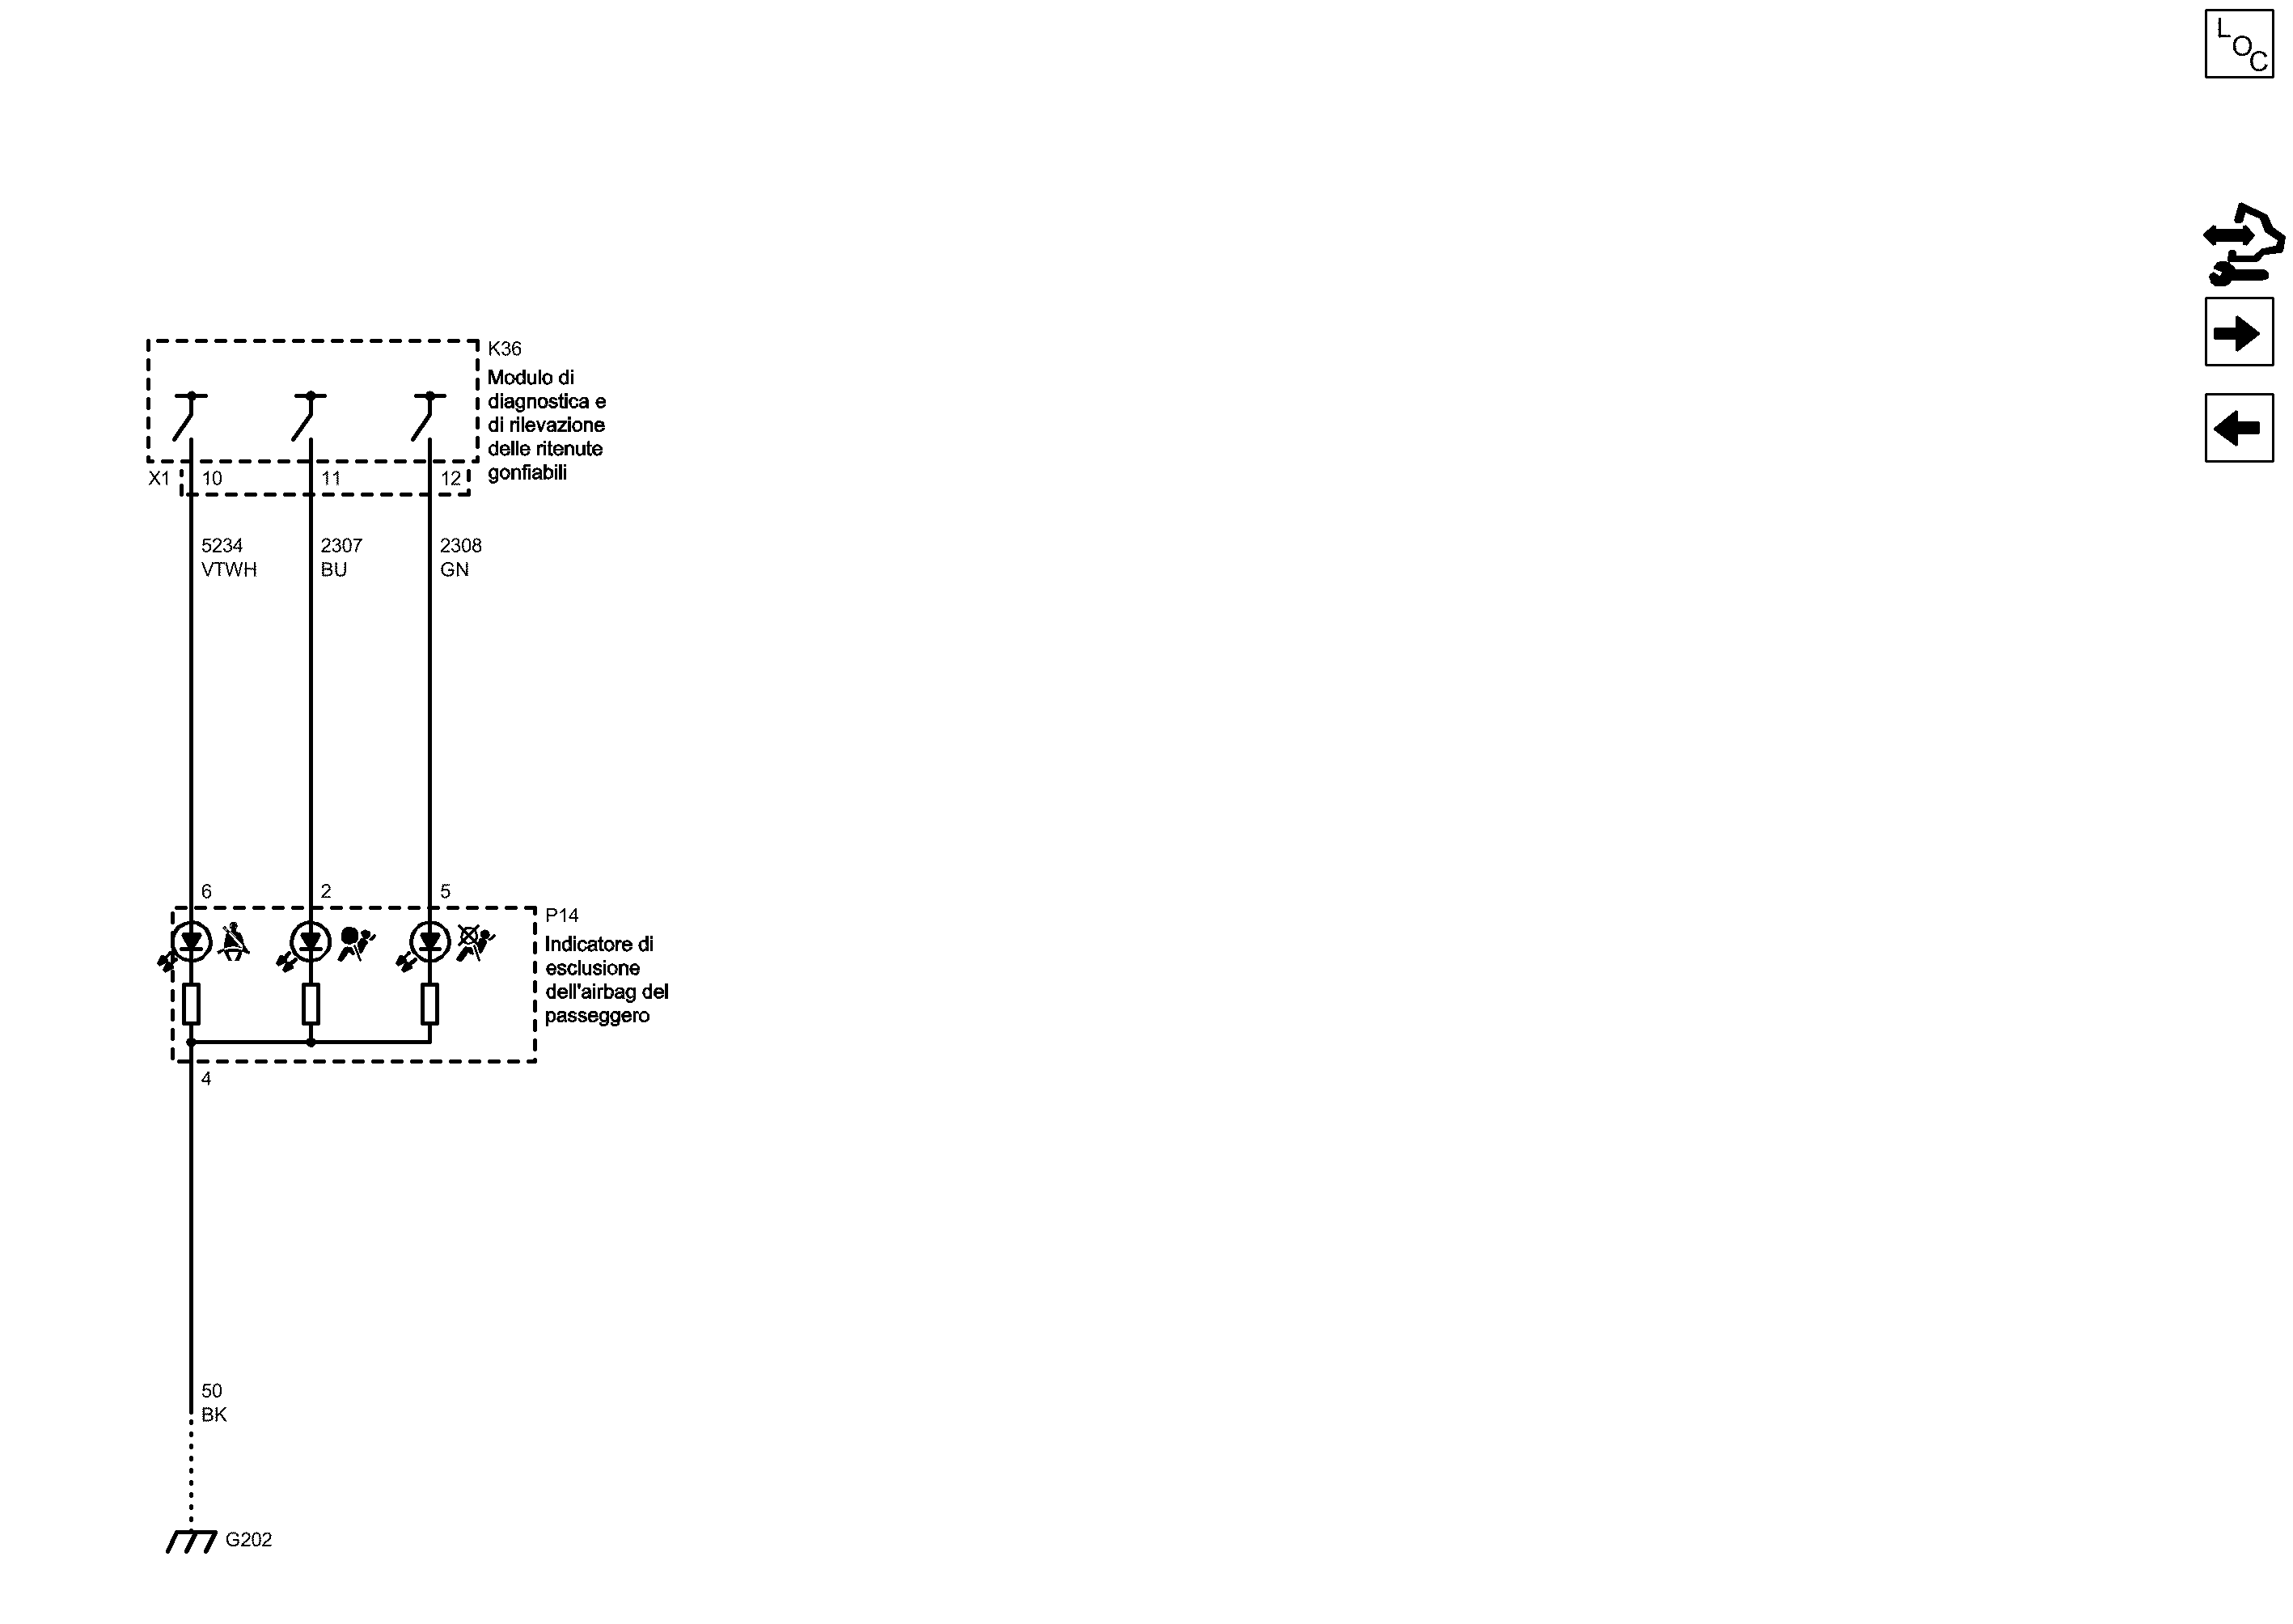 LOC
K36
Modulo di
diagnostica e
di rilevazione
delle ritenute
gonfiabili
X1 10 11 12
5234 2307 2308
VTWH BU GN
6 2 5
P14
Indicatore di
esclusione
dell'airbag del
passeggero
4
50
BK
G202